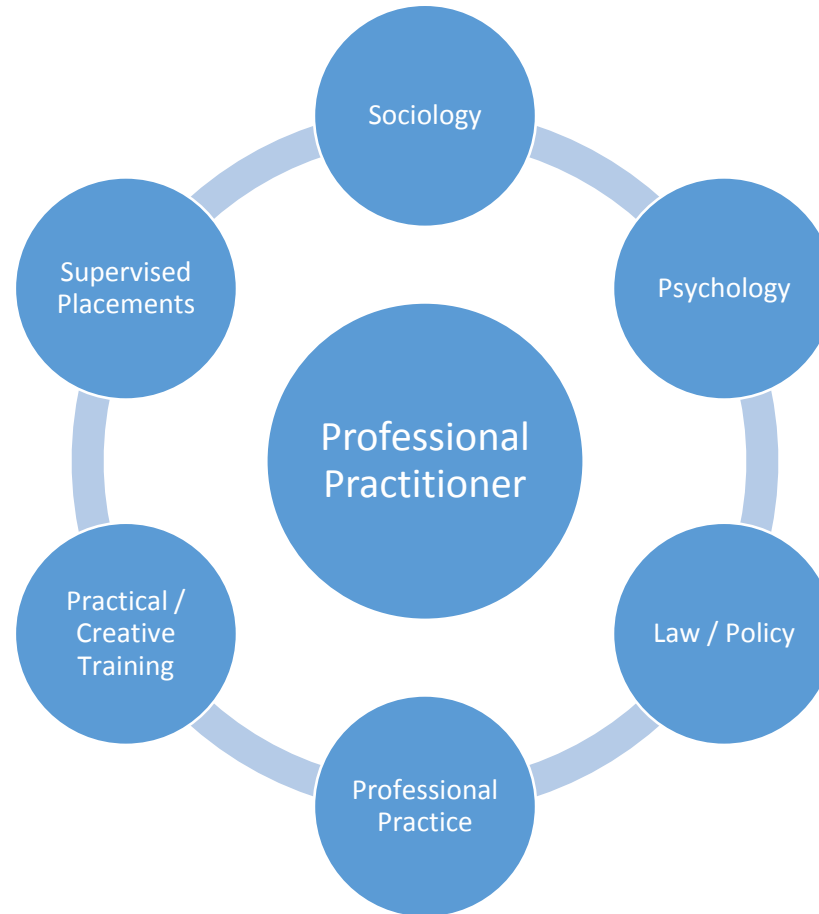 Sociology
Psychology
Law / Policy
Professional
Practice
Practical /
Creative
Training
Supervised
Placements
Professional
Practitioner